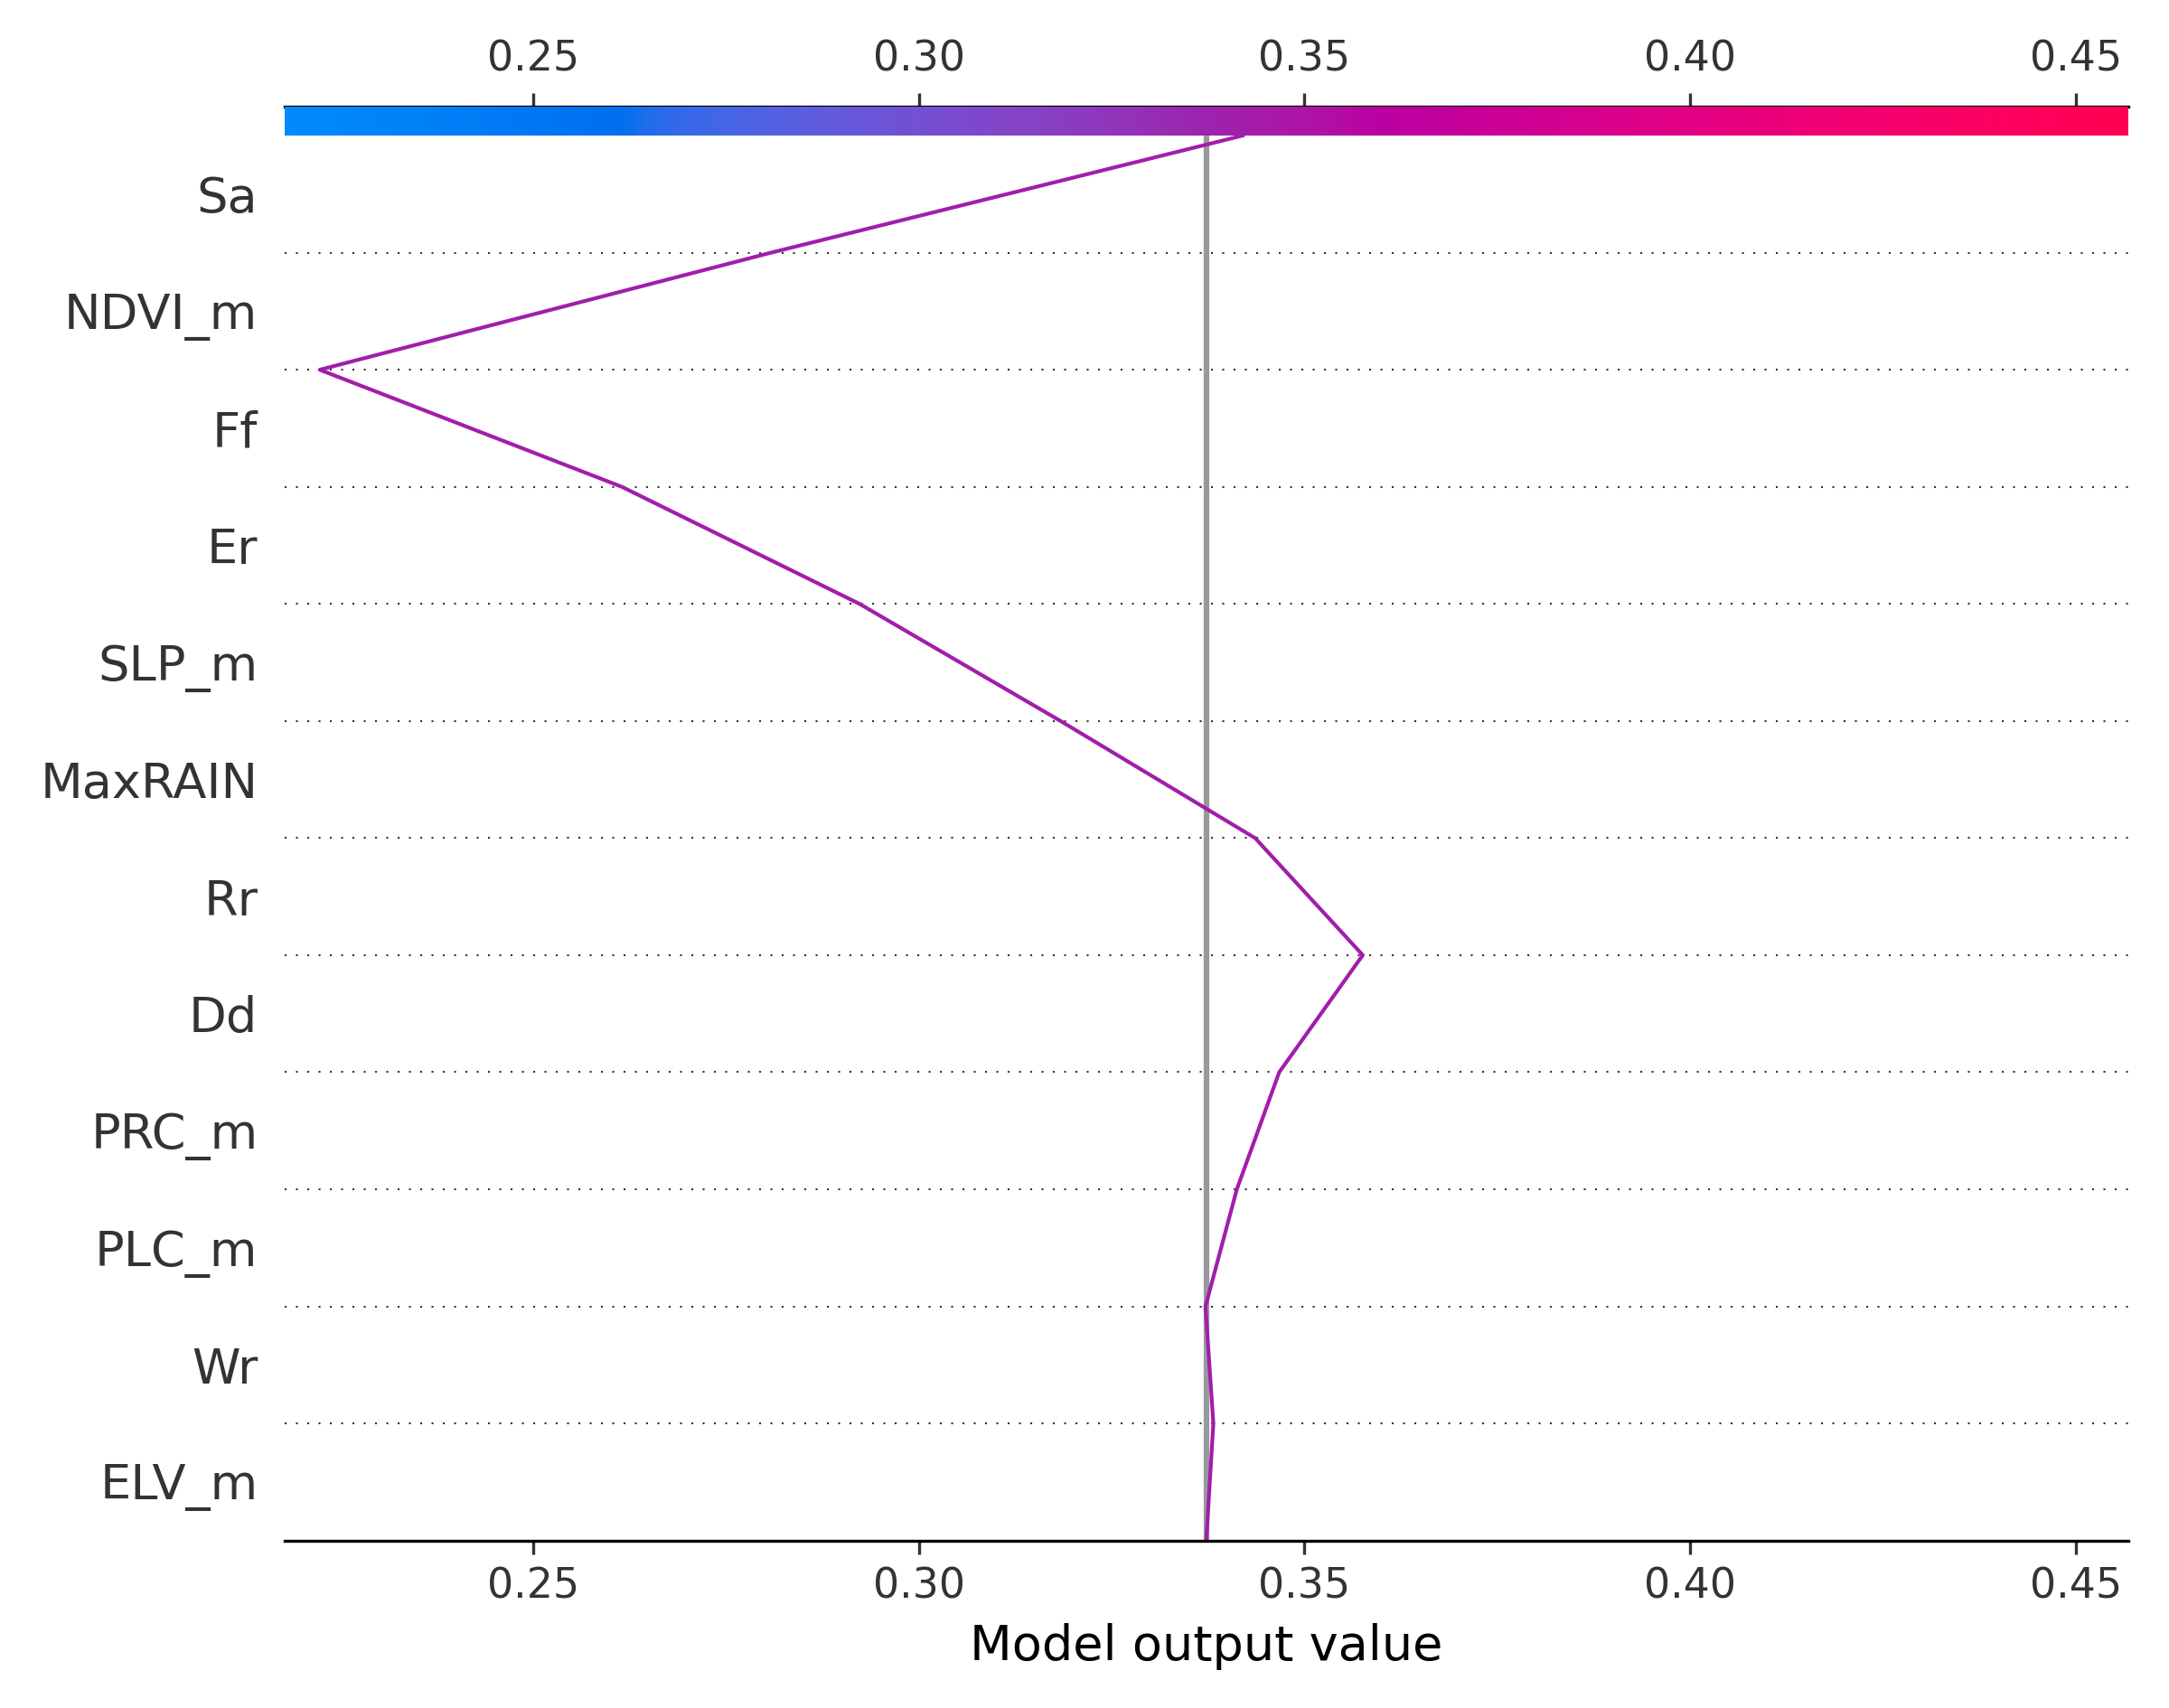 0.25 0.30 0.35 0.40 0.45
Sa
NDVI_m
Ff
Er
SLP_m
MaxRAIN
Rr
Dd
PRC_m
PLC_m
Wr
ELV_m
0.25 0.30 0.35 0.40 0.45
Model output value